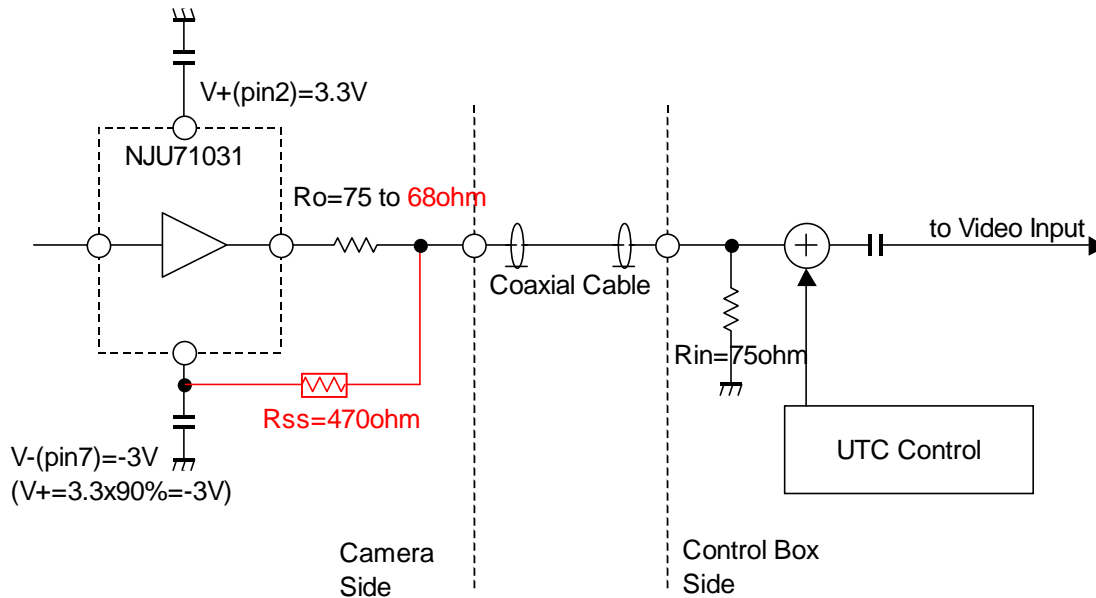 V+(pin2)=3.3V
NJU71031
Ro=75 to 68ohm
to Video Input
Coaxial Cable
Rin=75ohm
Rss=470ohm
V-(pin7)=-3V
(V+=3.3x90%=-3V)
UTC Control
Camera
Side
Control Box
Side